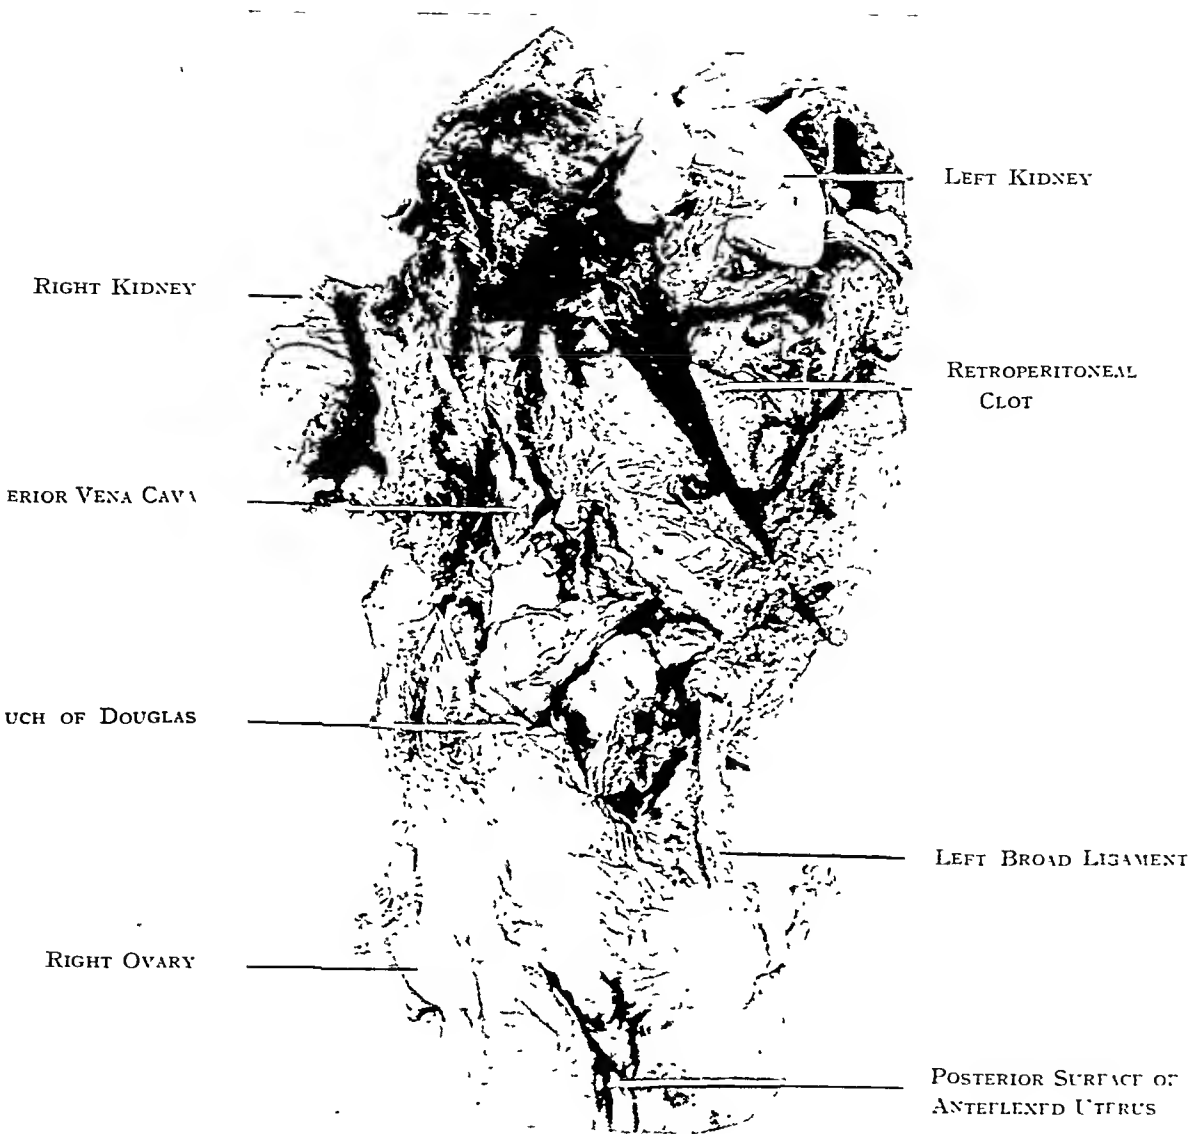 LEFT KIDNEY
RIGHT KIDNEY
RETROPERITONEAL
CLOT
ERIOR VENA CAVA
UCH OF DOUGLAS
LEFT BROAD LIGAMENT
RIGHT OVARY
POSTERIOR SURFACE OF
ANTEFLEXED UTERUS